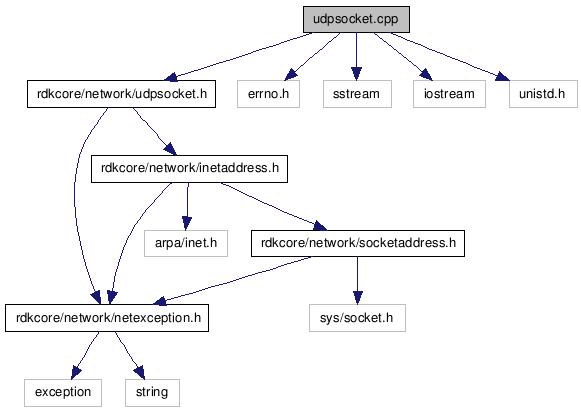 udpsocket.cpp
rdkcore/network/udpsocket.h
errno.h
sstream
iostream
unistd.h
rdkcore/network/inetaddress.h
arpa/inet.h
rdkcore/network/socketaddress.h
rdkcore/network/netexception.h
sys/socket.h
exception
string